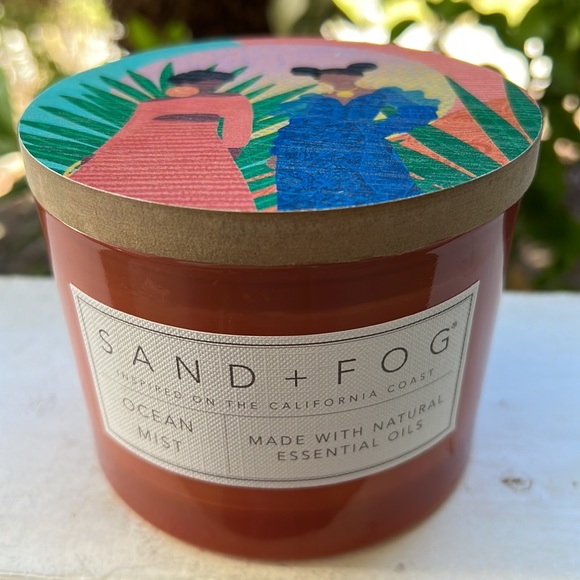 SAND + FOG®
INSPIRED ON THE CALIFORNIA COAST
OCEAN
MIST
MADE WITH NATURAL
ESSENTIAL OILS